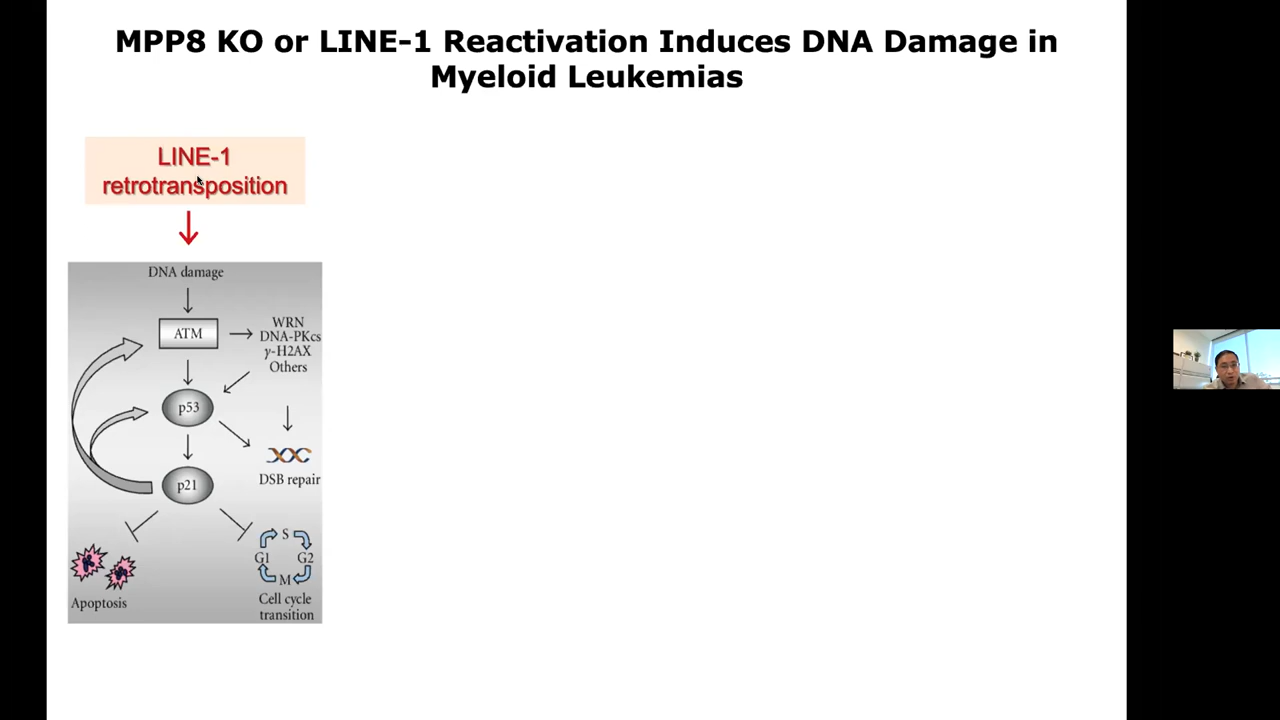 MPP8 KO or LINE-1 Reactivation Induces DNA Damage in
Myeloid Leukemias
LINE-1
retrotransposition
DNA damage
ATM
WRN
DNA-PKcs
γ-H2AX
Others
p53
DSB repair
p21
S
G1
G2
M
Apoptosis
Cell cycle
transition